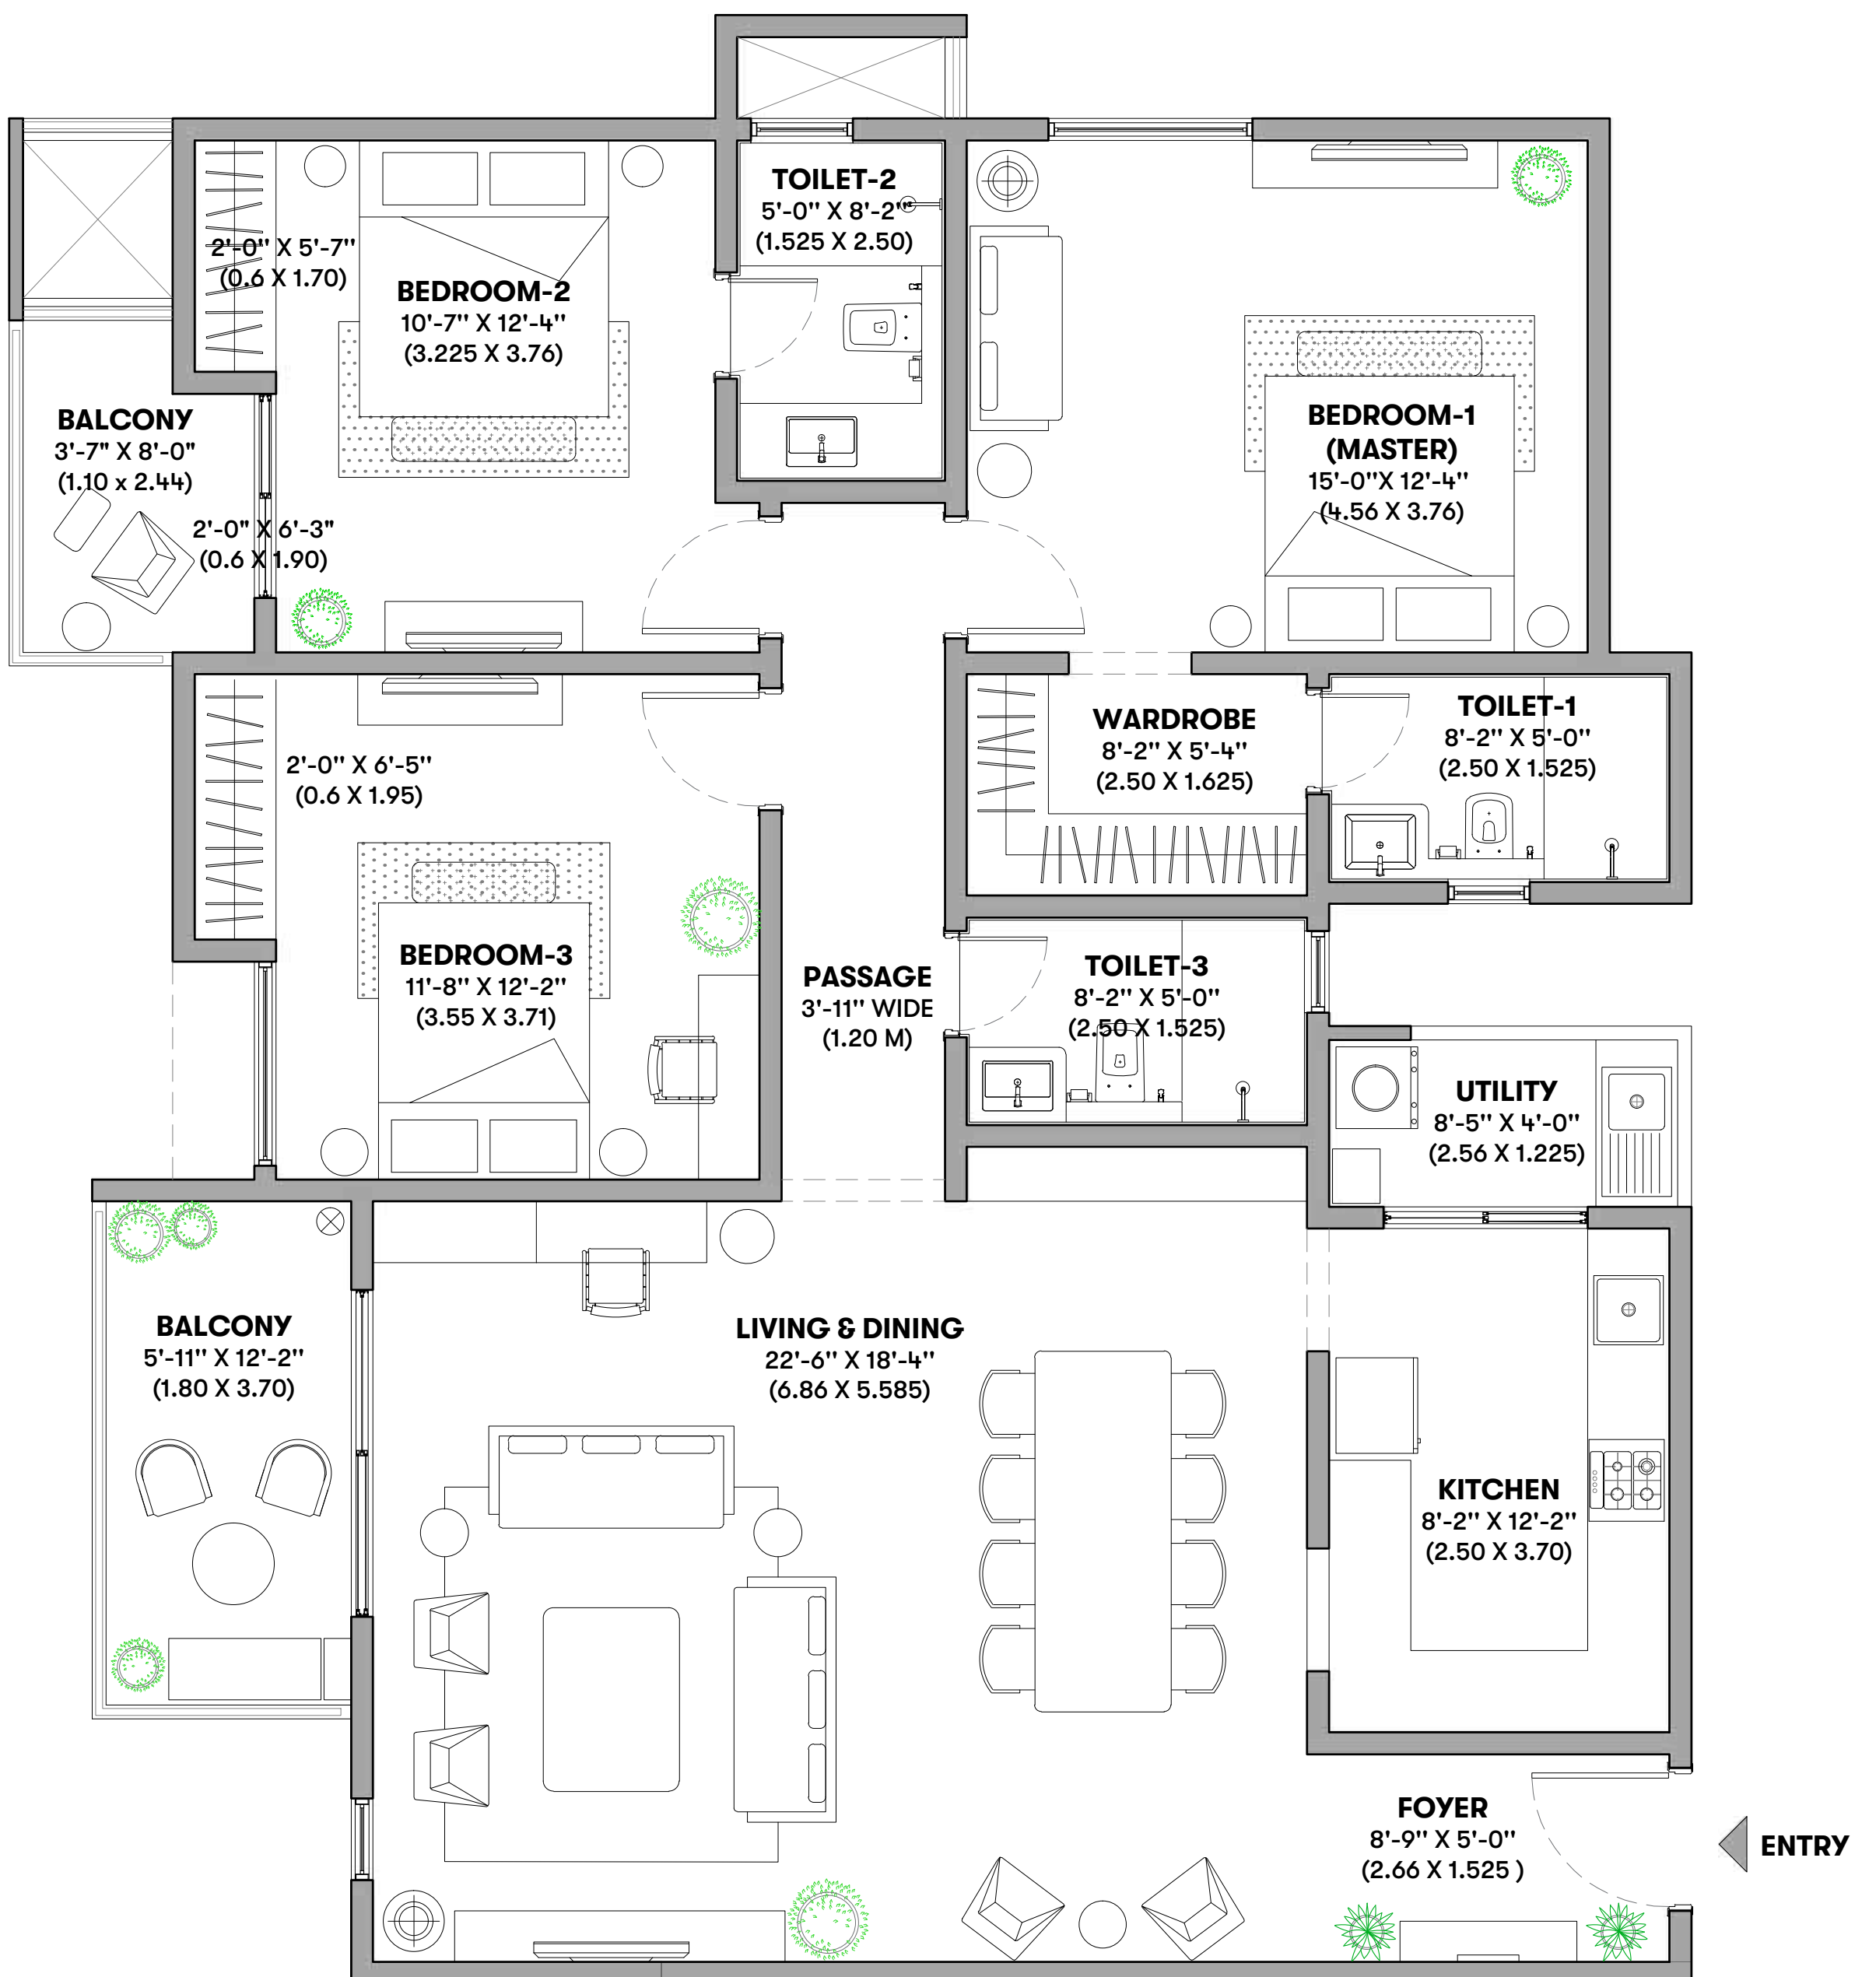 TOILET-2
5'-0'' X 8'-2''
(1.525 X 2.50)
2'-0'' X 5'-7''
(0.6 X 1.70)
BEDROOM-2
10'-7'' X 12'-4''
(3.225 X 3.76)
BALCONY
3'-7" X 8'-0"
(1.10 x 2.44)
2'-0" X 6'-3"
(0.6 X 1.90)
BEDROOM-1
(MASTER)
15'-0''X 12'-4''
(4.56 X 3.76)
WARDROBE
8'-2'' X 5'-4''
(2.50 X 1.625)
TOILET-1
8'-2'' X 5'-0''
(2.50 X 1.525)
2'-0'' X 6'-5''
(0.6 X 1.95)
BEDROOM-3
11'-8'' X 12'-2''
(3.55 X 3.71)
PASSAGE
3'-11'' WIDE
(1.20 M)
TOILET-3
8'-2'' X 5'-0''
(2.50 X 1.525)
UTILITY
8'-5'' X 4'-0''
(2.56 X 1.225)
BALCONY
5'-11'' X 12'-2''
(1.80 X 3.70)
LIVING & DINING
22'-6'' X 18'-4''
(6.86 X 5.585)
KITCHEN
8'-2'' X 12'-2''
(2.50 X 3.70)
FOYER
8'-9'' X 5'-0''
(2.66 X 1.525 )
ENTRY